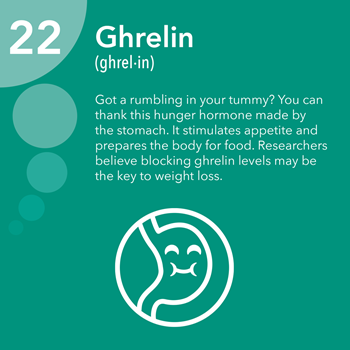 22
Ghrelin
(ghrel·in)
Got a rumbling in your tummy? You can
thank this hunger hormone made by
the stomach. It stimulates appetite and
prepares the body for food. Researchers
believe blocking ghrelin levels may be
the key to weight loss.